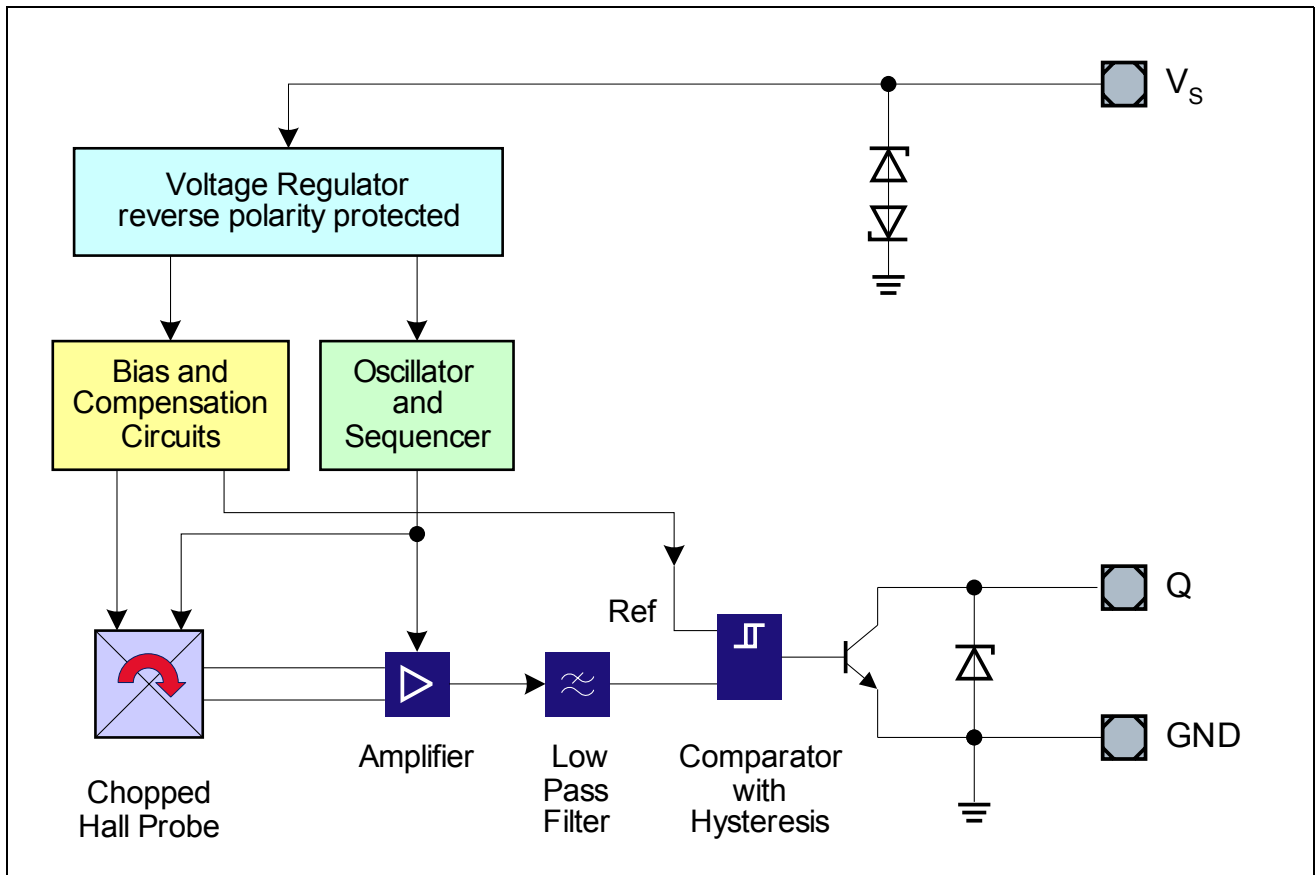 V_S
Voltage Regulator
reverse polarity protected
Bias and
Compensation
Circuits
Oscillator
and
Sequencer
Ref
Q
GND
Amplifier
Low
Pass
Filter
Comparator
with
Hysteresis
Chopped
Hall Probe